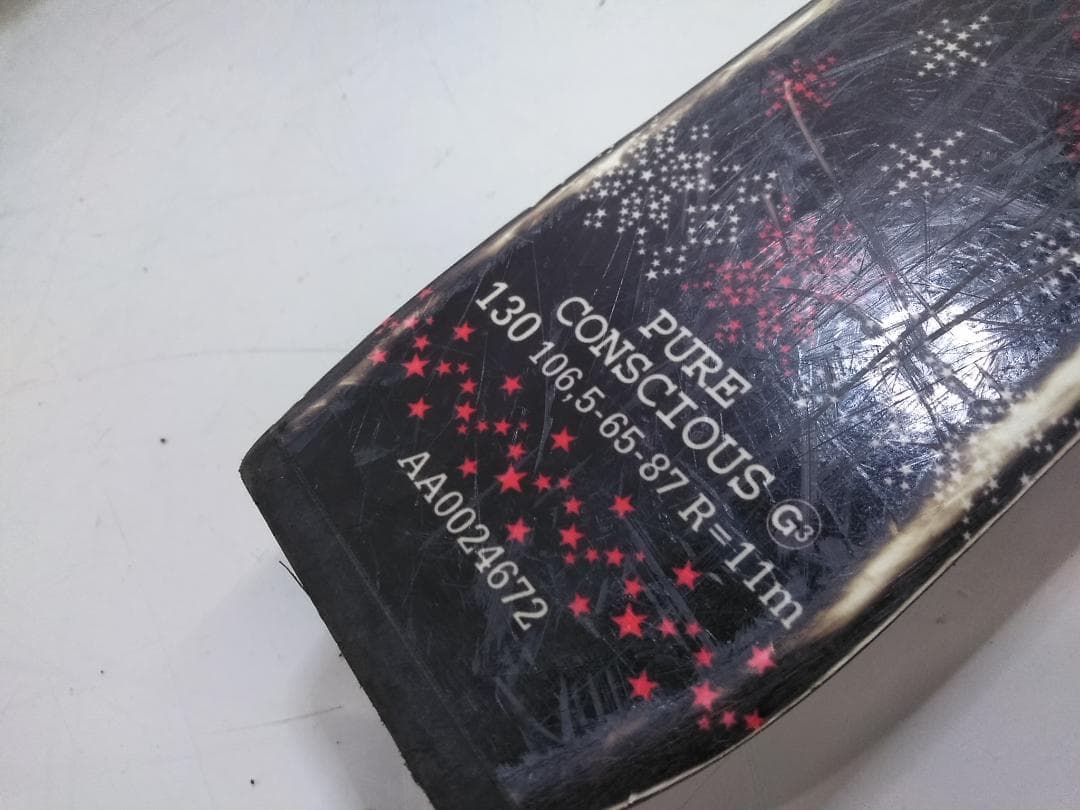 PURE
CONSCIOUS G3
130 106,5-65-87 R=11m
AA0024672